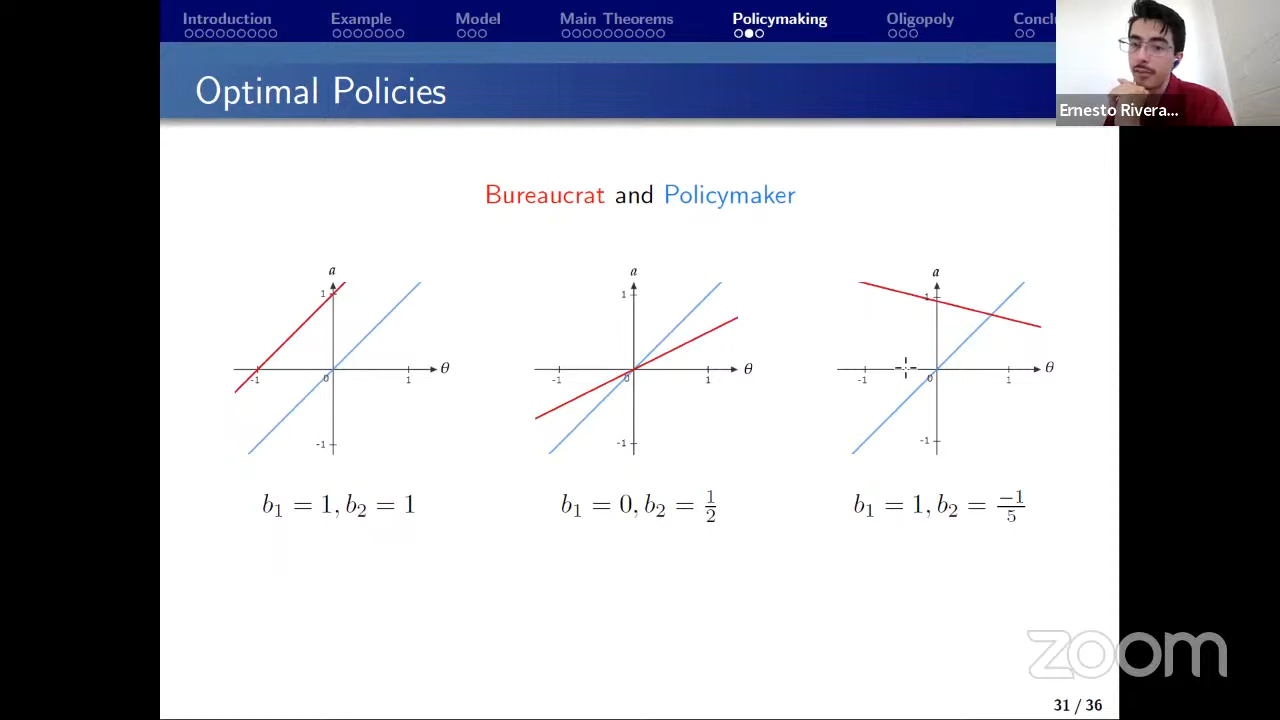 Introduction Example Model Main Theorems Policymaking Oligopoly
Ernesto Rivera...
Optimal Policies
Bureaucrat and Policymaker
a
1
-1 0 1 θ
-1
a
1
-1 0 1 θ
-1
a
1
-1 0 1 θ
-1
b₁ = 1, b₂ = 1
b₁ = 0, b₂ = 1/2
b₁ = 1, b₂ = -1/5
zoom
31 / 36